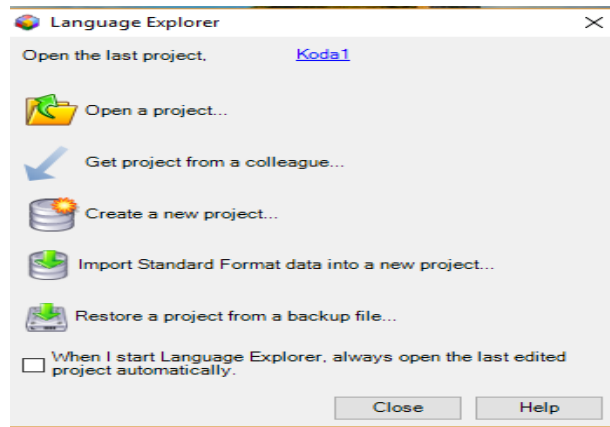 Language Explorer
Open the last project, Koda1
Open a project...
Get project from a colleague...
Create a new project...
Import Standard Format data into a new project...
Restore a project from a backup file...
When I start Language Explorer, always open the last edited
project automatically.
Close Help